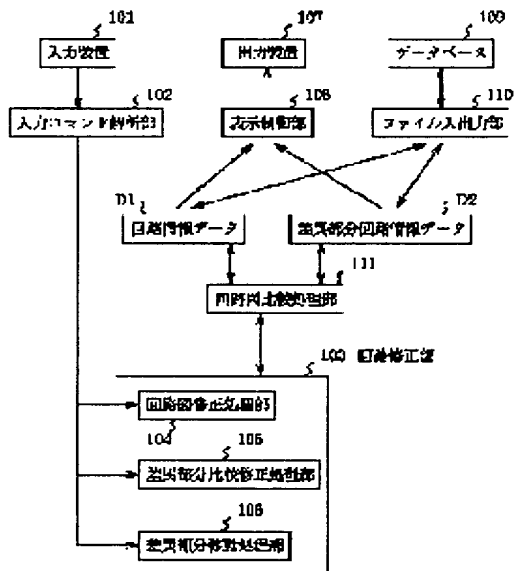 101
入力装置
107
出力装置
109
データベース
102
入力コマンド解析部
108
表示制御部
110
ファイル入出力部
D1
回路情報データ
D2
差異部分回路情報データ
111
回路図比較処理部
103 回路修正部
回路図修正処理部
104
105
差異部分比較修正処理部
106
差異部分移動処理部